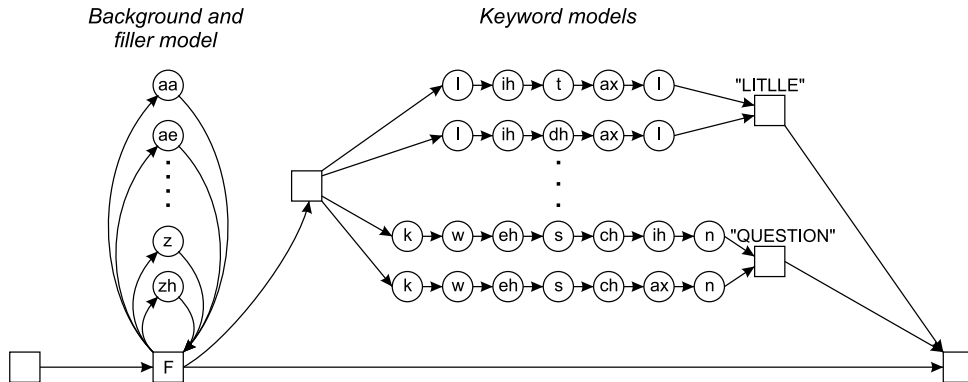 Background and
filler model
Keyword models
aa
l ih t ax l
"LITLLE"
ae
l ih dh ax l
z
k w eh s ch ih n
"QUESTION"
zh
k w eh s ch ax n
F